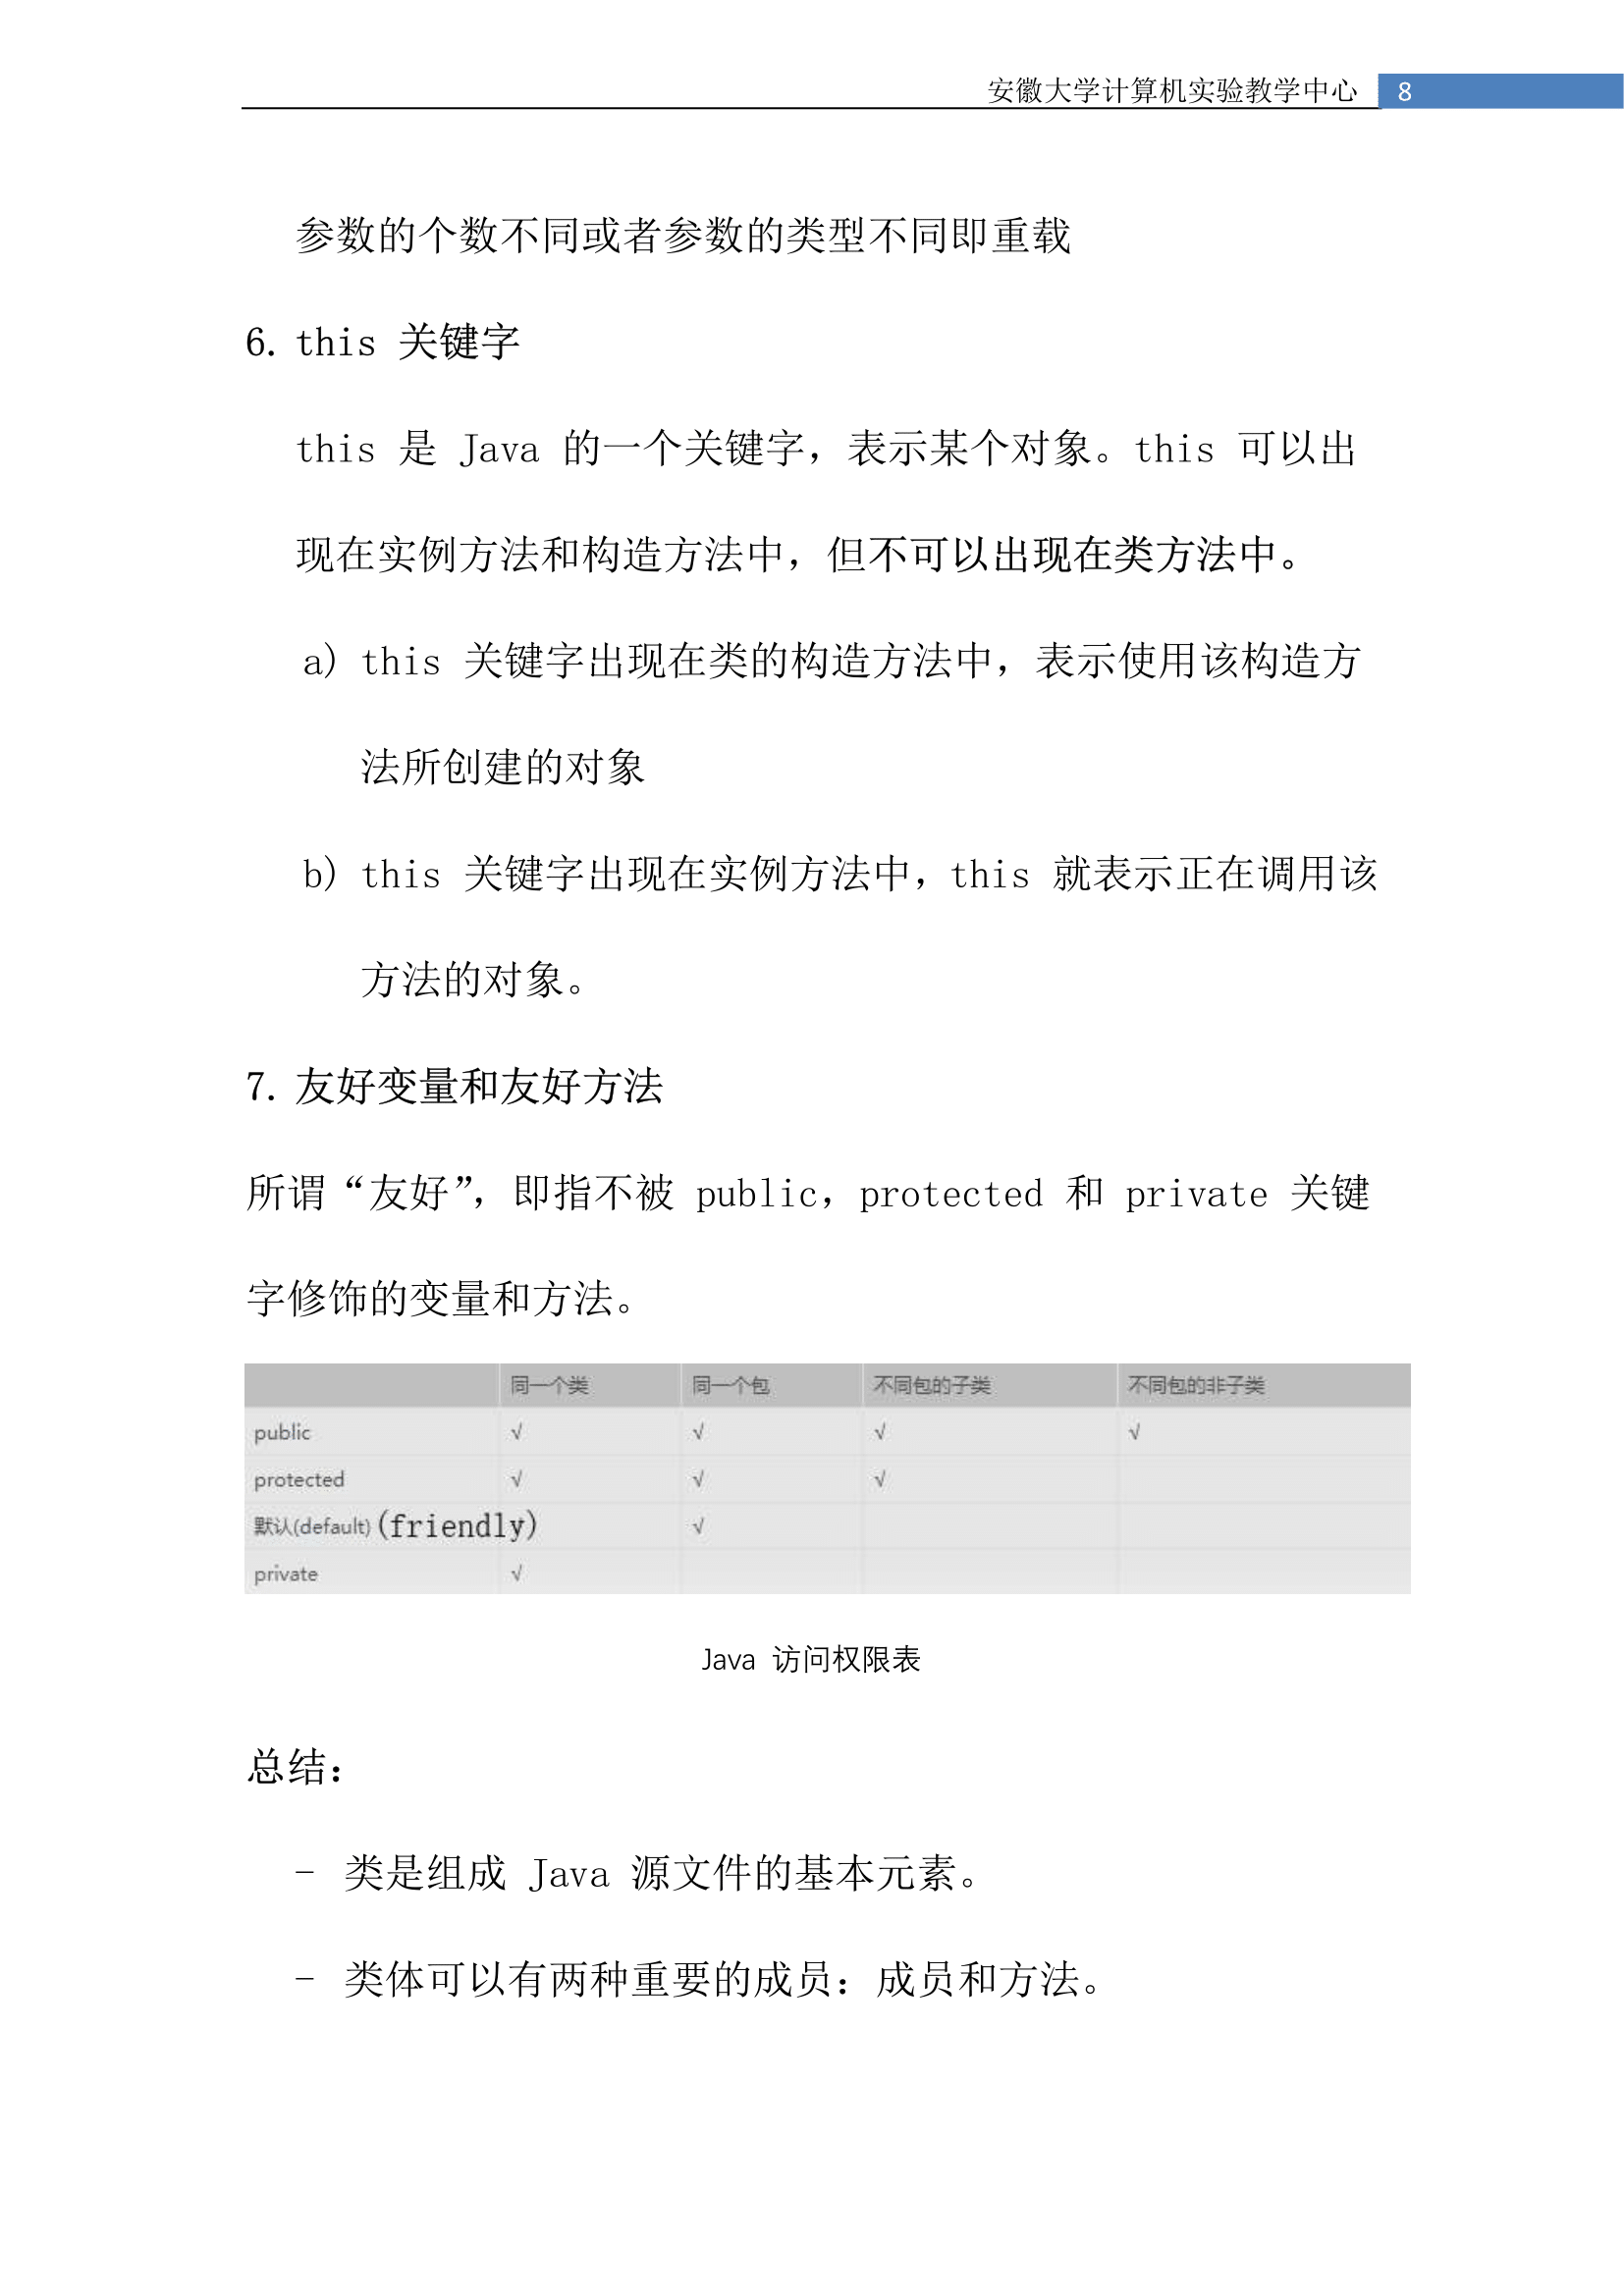 安徽大学计算机实验教学中心 8
参数的个数不同或者参数的类型不同即重载
6. this 关键字
this 是 Java 的一个关键字，表示某个对象。this 可以出
现在实例方法和构造方法中，但不可以出现在类方法中。
a) this 关键字出现在类的构造方法中，表示使用该构造方
法所创建的对象
b) this 关键字出现在实例方法中，this 就表示正在调用该
方法的对象。
7. 友好变量和友好方法
所谓“友好”，即指不被 public，protected 和 private 关键
字修饰的变量和方法。
同一个类 同一个包 不同包的子类 不同包的非子类
public √ √ √ √
protected √ √ √
默认(default) (friendly) √
private √
Java 访问权限表
总结：
- 类是组成 Java 源文件的基本元素。
- 类体可以有两种重要的成员：成员和方法。